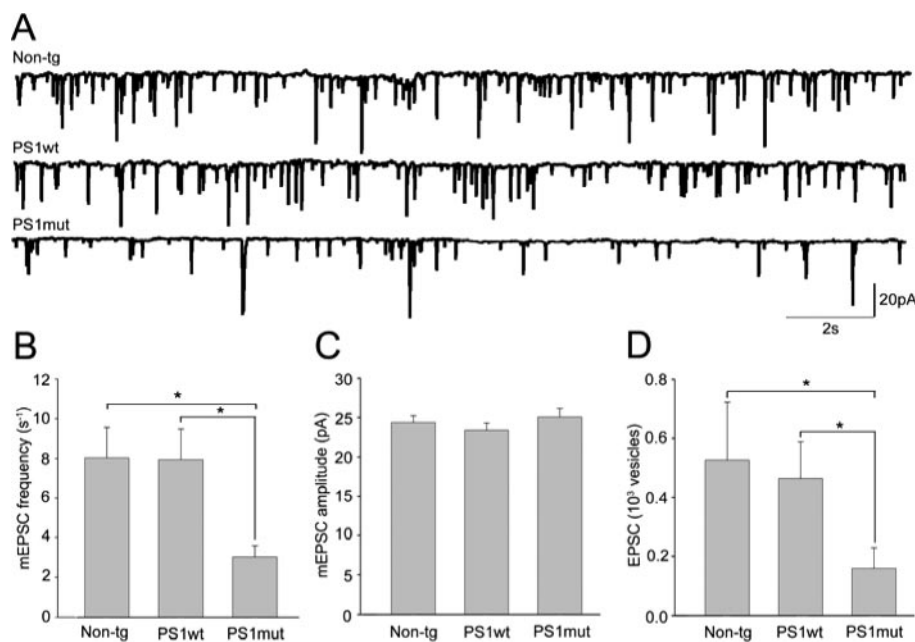 A
Non-tg
PS1wt
PS1mut
20pA
2s
B
mEPSC frequency (s⁻¹)
12
10
8
6
4
2
0
*
*
Non-tg PS1wt PS1mut
C
mEPSC amplitude (pA)
30
25
20
15
10
5
0
Non-tg PS1wt PS1mut
D
EPSC (10³ vesicles)
0.8
0.6
0.4
0.2
0.0
*
*
Non-tg PS1wt PS1mut